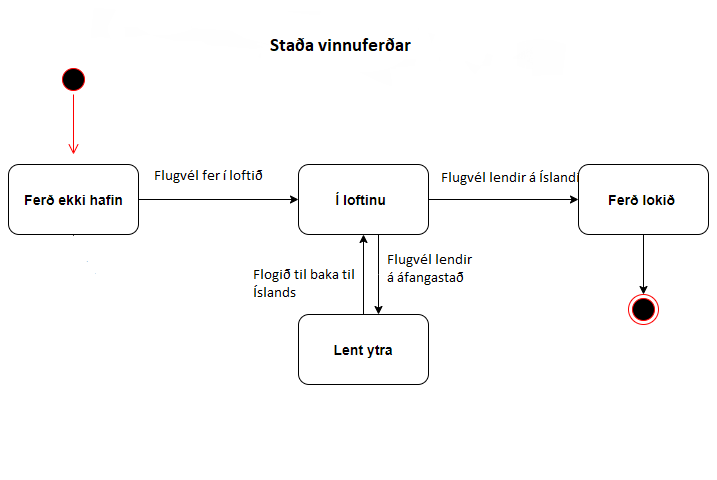 Staða vinnuferðar
Flugvél fer í loftið
Flugvél lendir á Íslandi
Ferð ekki hafin
Í loftinu
Ferð lokið
Flogið til baka til
Íslands
Flugvél lendir
á áfangastað
Lent ytra